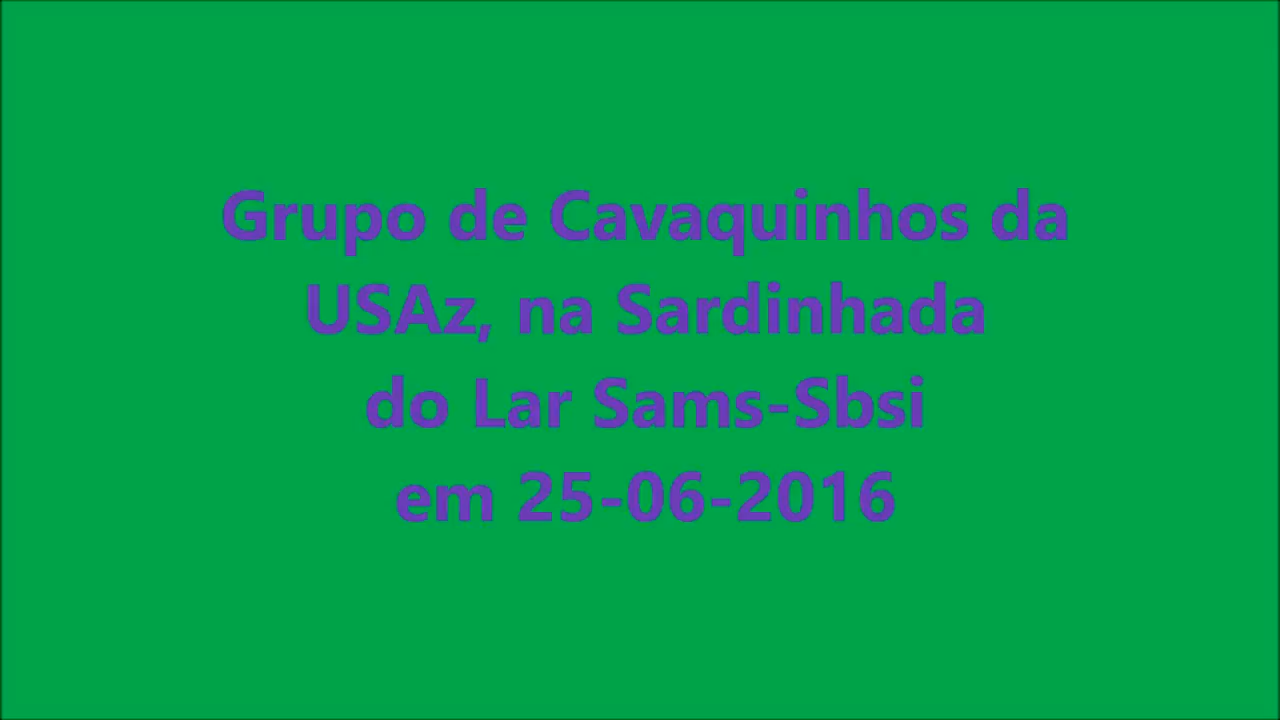 Grupo de Cavaquinhos da
USAz, na Sardinhada
do Lar Sams-Sbsi
em 25-06-2016